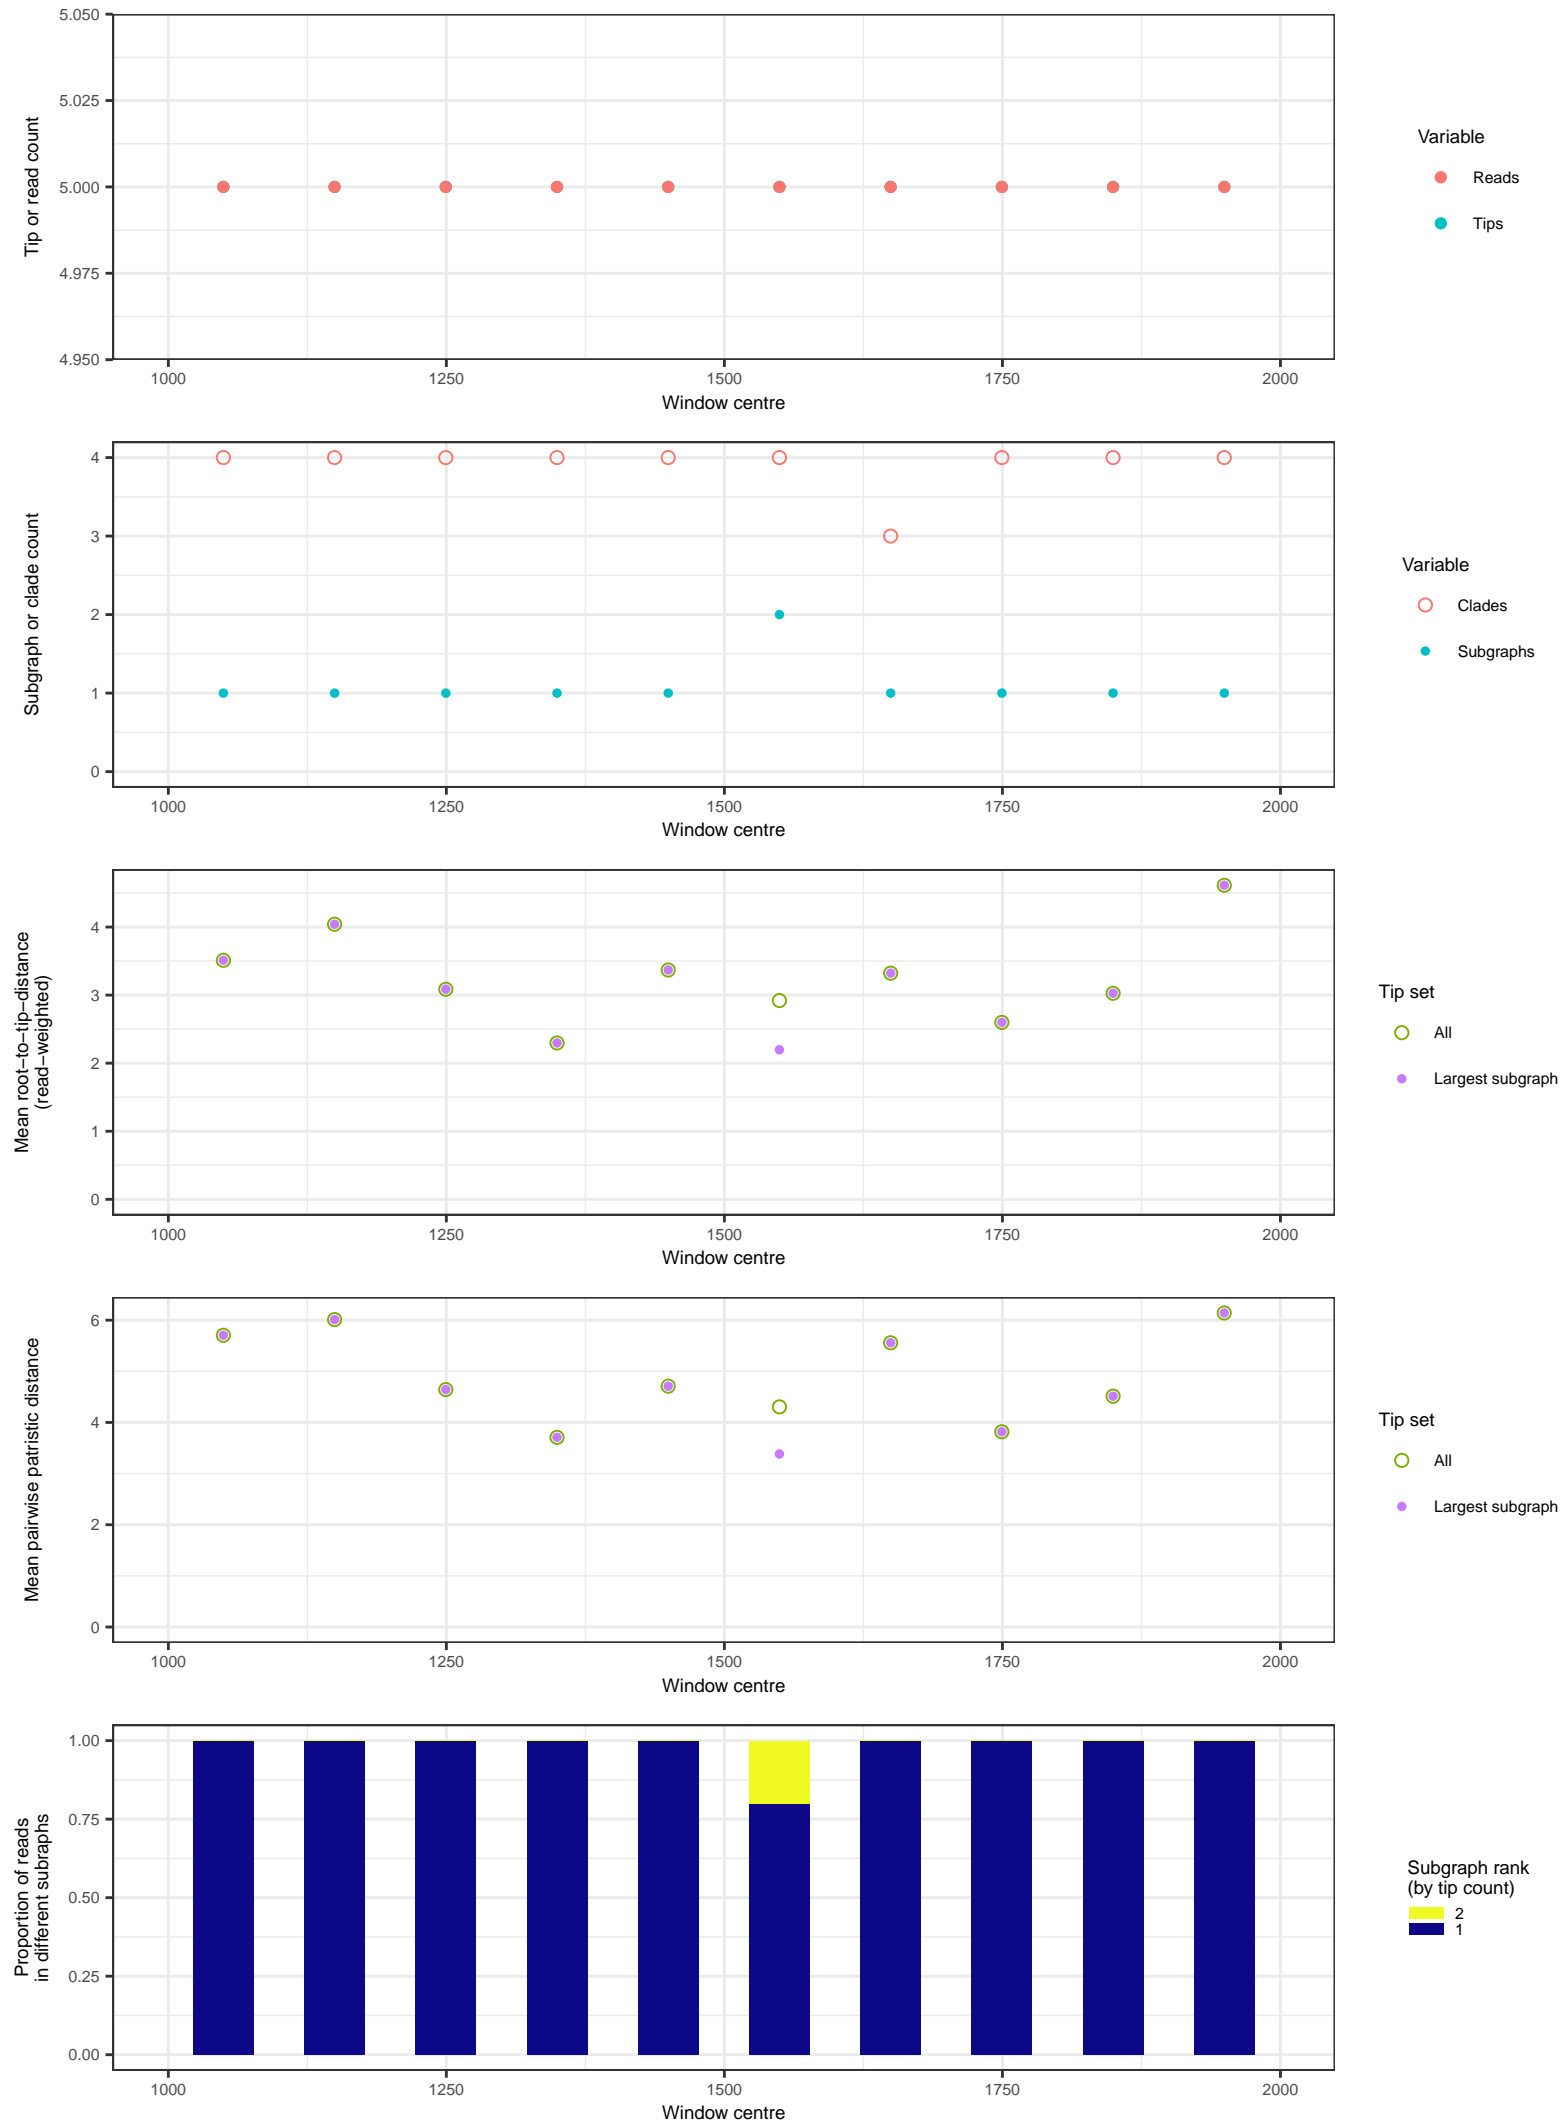 5.050
5.025
5.000
4.975
4.950
Tip or read count
1000 1250 1500 1750 2000
Window centre
Variable
Reads
Tips
4
3
2
1
0
Subgraph or clade count
1000 1250 1500 1750 2000
Window centre
Variable
Clades
Subgraphs
4
3
2
1
0
Mean root−to−tip−distance
(read−weighted)
1000 1250 1500 1750 2000
Window centre
Tip set
All
Largest subgraph
6
4
2
0
Mean pairwise patristic distance
1000 1250 1500 1750 2000
Window centre
Tip set
All
Largest subgraph
1.00
0.75
0.50
0.25
0.00
Proportion of reads
in different subraphs
1000 1250 1500 1750 2000
Window centre
Subgraph rank
(by tip count)
2
1